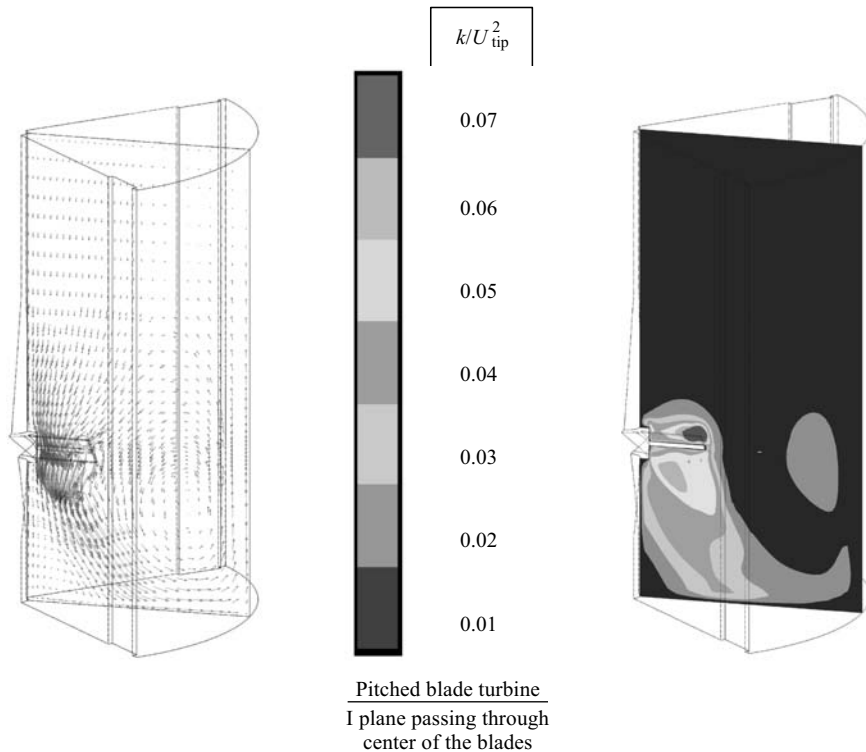 k/U²tip
0.07
0.06
0.05
0.04
0.03
0.02
0.01
Pitched blade turbine
I plane passing through
center of the blades